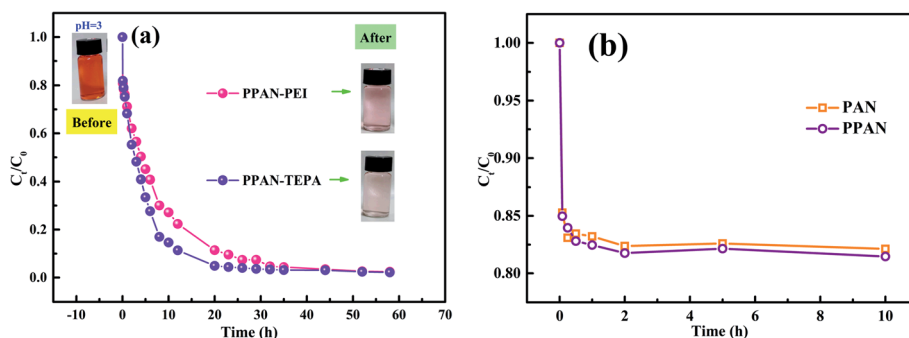 pH=3
(a)
Before
After
PPAN-PEI
PPAN-TEPA
C_t/C_0
1.0
0.8
0.6
0.4
0.2
0.0
-10 0 10 20 30 40 50 60 70
Time (h)
(b)
PAN
PPAN
C_t/C_0
1.00
0.95
0.90
0.85
0.80
0 2 4 6 8 10
Time (h)